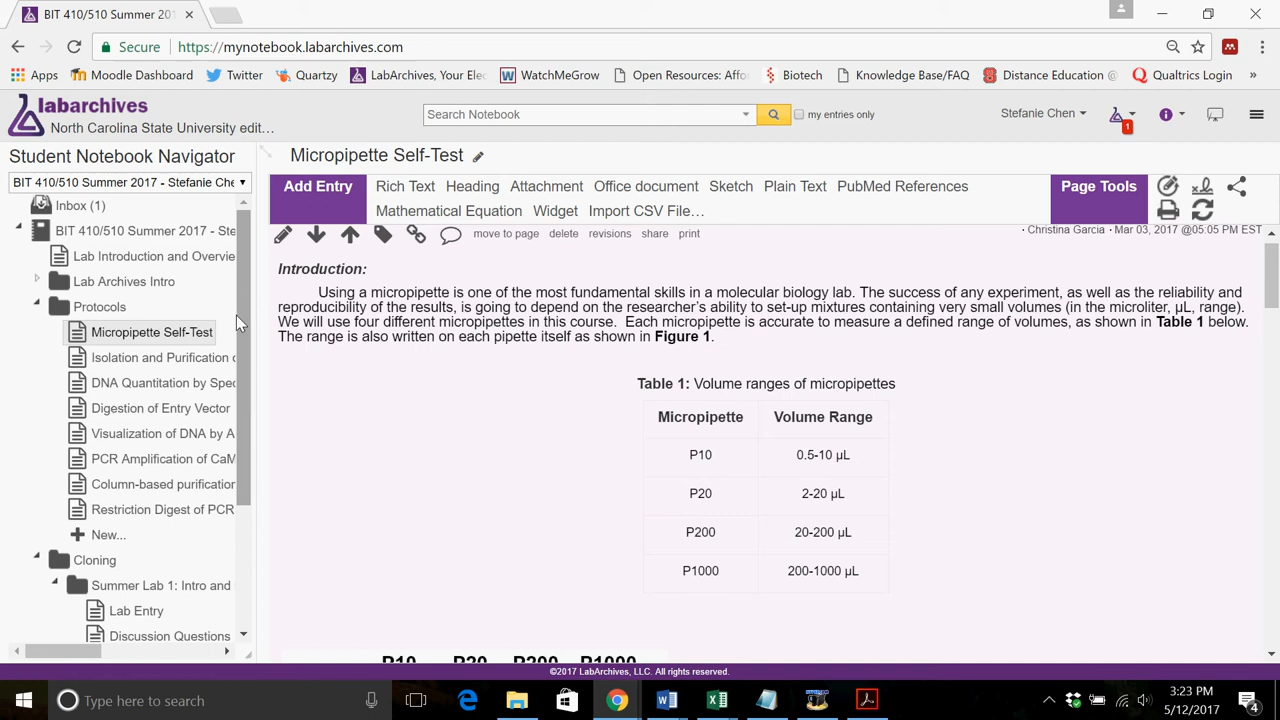 BIT 410/510 Summer 201
Secure
https://mynotebook.labarchives.com
Apps
Moodle Dashboard
Twitter
Quartzy
LabArchives, Your Ele
WatchMeGrow
Open Resources: Affo
Biotech
Knowledge Base/FAQ
Distance Education @
Qualtrics Login
»
labarchives
North Carolina State University edit...
Search Notebook
my entries only
Stefanie Chen
1
Student Notebook Navigator
BIT 410/510 Summer 2017 - Stefanie Che
Inbox (1)
BIT 410/510 Summer 2017 - Ste
Lab Introduction and Overvie
Lab Archives Intro
Protocols
Micropipette Self-Test
Isolation and Purification o
DNA Quantitation by Spec
Digestion of Entry Vector
Visualization of DNA by A
PCR Amplification of CaM
Column-based purification
Restriction Digest of PCR
New...
Cloning
Summer Lab 1: Intro and
Lab Entry
Discussion Questions
Micropipette Self-Test
Add Entry
Rich Text
Heading
Attachment
Office document
Sketch
Plain Text
PubMed References
Mathematical Equation
Widget
Import CSV File...
Page Tools
move to page
delete
revisions
share
print
· Christina Garcia · Mar 03, 2017 @05:05 PM EST
Introduction:
Using a micropipette is one of the most fundamental skills in a molecular biology lab. The success of any experiment, as well as the reliability and
reproducibility of the results, is going to depend on the researcher's ability to set-up mixtures containing very small volumes (in the microliter, µL, range).
We will use four different micropipettes in this course. Each micropipette is accurate to measure a defined range of volumes, as shown in Table 1 below.
The range is also written on each pipette itself as shown in Figure 1.
Table 1: Volume ranges of micropipettes
Micropipette Volume Range
P10 0.5-10 µL
P20 2-20 µL
P200 20-200 µL
P1000 200-1000 µL
P10 P20 P200 P1000
©2017 LabArchives, LLC. All rights reserved.
Type here to search
3:23 PM
5/12/2017
4